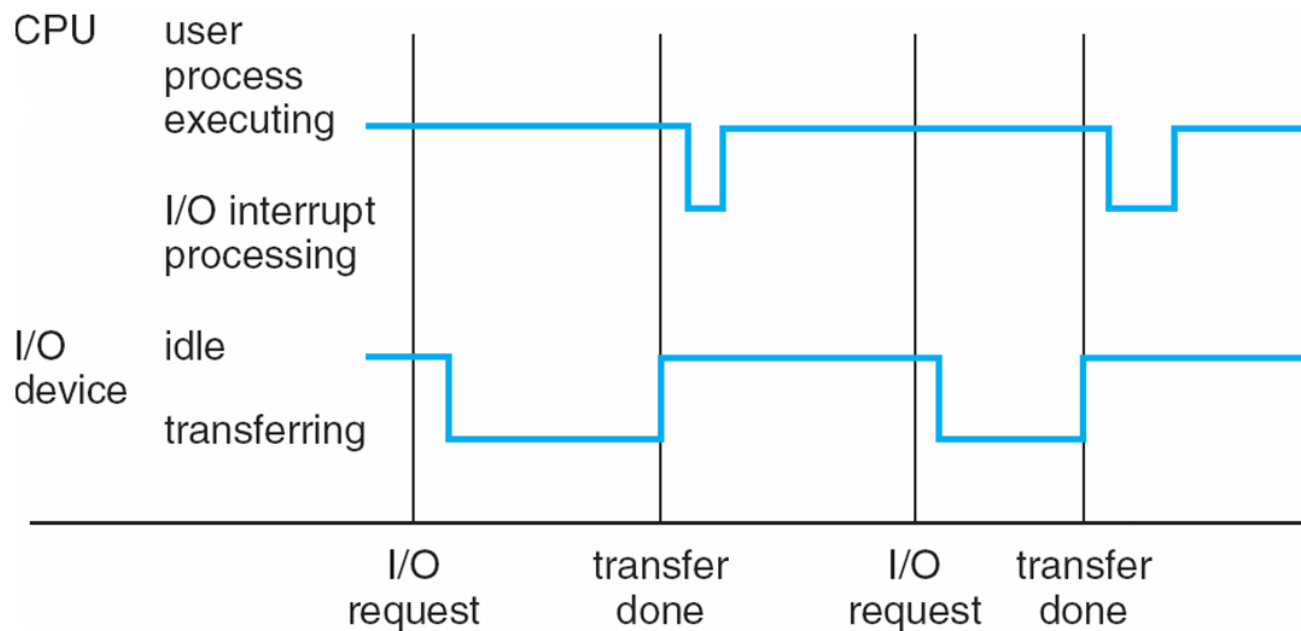 CPU
user
process
executing
I/O interrupt
processing
I/O
device
idle
transferring
I/O
request
transfer
done
I/O
request
transfer
done